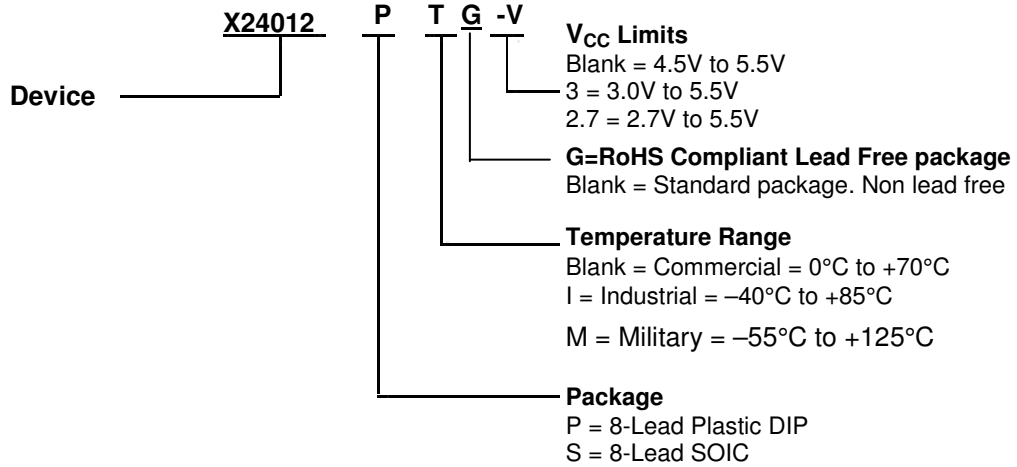 X24012 P T G -V
Device
VCC Limits
Blank = 4.5V to 5.5V
3 = 3.0V to 5.5V
2.7 = 2.7V to 5.5V
G=RoHS Compliant Lead Free package
Blank = Standard package. Non lead free
Temperature Range
Blank = Commercial = 0°C to +70°C
I = Industrial = –40°C to +85°C
M = Military = –55°C to +125°C
Package
P = 8-Lead Plastic DIP
S = 8-Lead SOIC